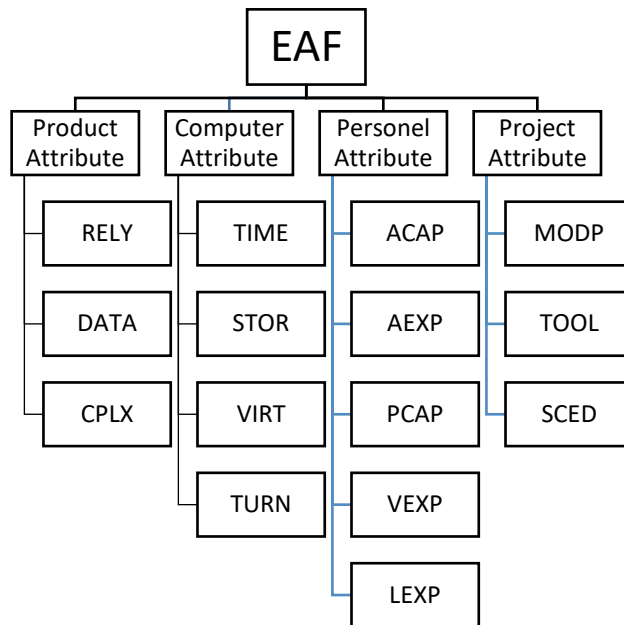 EAF
Product
Attribute
Computer
Attribute
Personel
Attribute
Project
Attribute
RELY
TIME
ACAP
MODP
DATA
STOR
AEXP
TOOL
CPLX
VIRT
PCAP
SCED
TURN
VEXP
LEXP